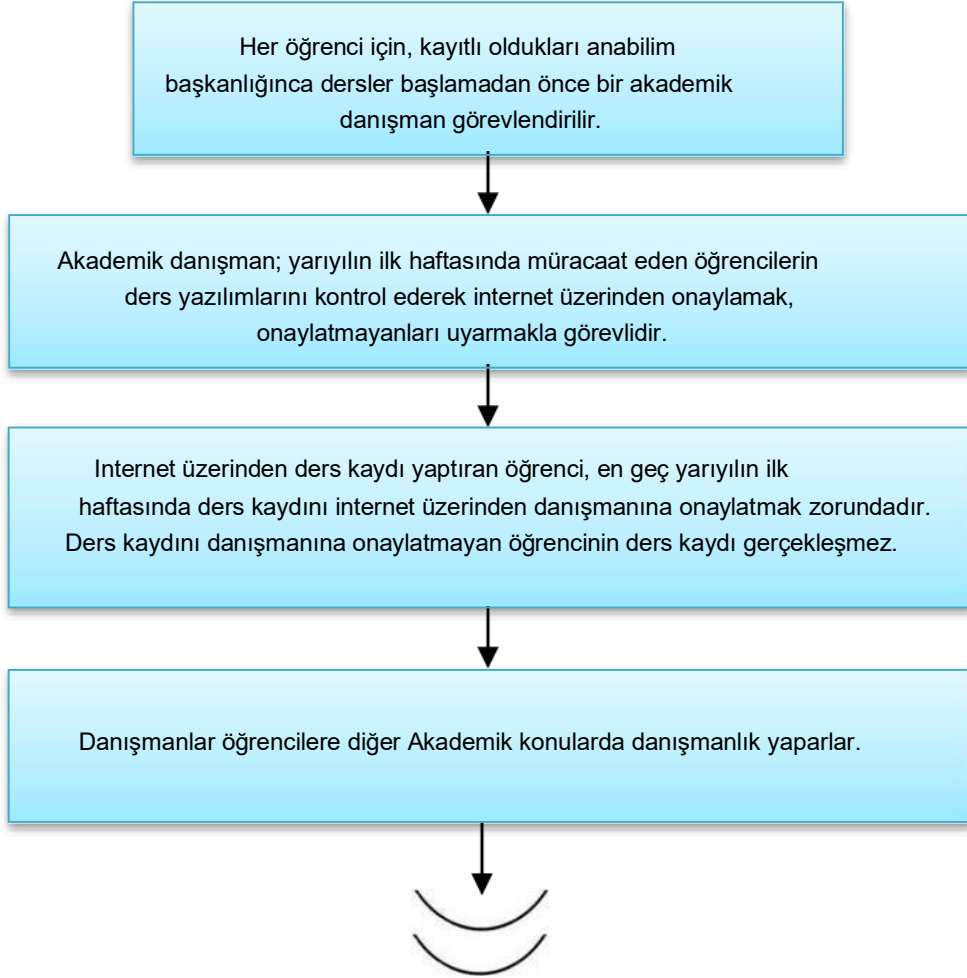 Her öğrenci için, kayıtlı oldukları anabilim
başkanlığınca dersler başlamadan önce bir akademik
danışman görevlendirilir.
Akademik danışman; yarıyılın ilk haftasında müracaat eden öğrencilerin
ders yazılımlarını kontrol ederek internet üzerinden onaylamak,
onaylatmayanları uyarmakla görevlidir.
Internet üzerinden ders kaydı yaptıran öğrenci, en geç yarıyılın ilk
haftasında ders kaydını internet üzerinden danışmanına onaylatmak zorundadır.
Ders kaydını danışmanına onaylatmayan öğrencinin ders kaydı gerçekleşmez.
Danışmanlar öğrencilere diğer Akademik konularda danışmanlık yaparlar.